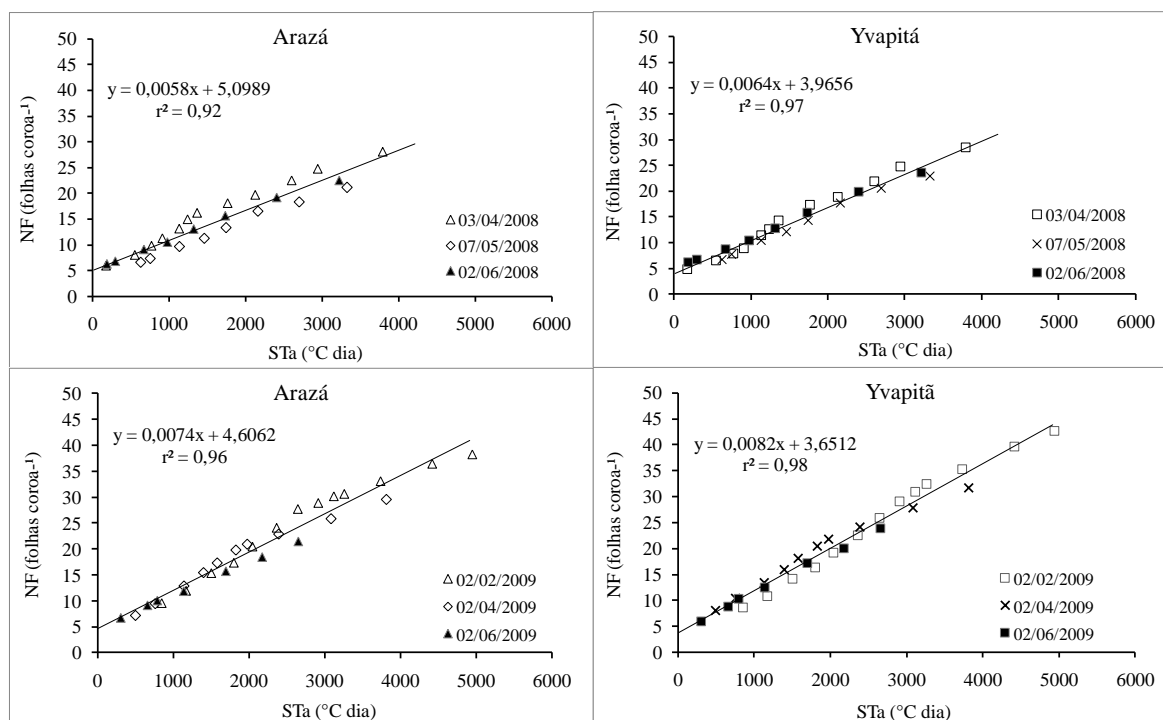 Arazá
50
45
40
35
30
25
20
15
10
5
0
NF (folhas coroa-¹)
y = 0,0058x + 5,0989
r² = 0,92
03/04/2008
07/05/2008
02/06/2008
0 1000 2000 3000 4000 5000 6000
STa (°C dia)
Yvapitá
50
45
40
35
30
25
20
15
10
5
0
NF (folha coroa-¹)
y = 0,0064x + 3,9656
r² = 0,97
03/04/2008
07/05/2008
02/06/2008
0 1000 2000 3000 4000 5000 6000
STa (°C dia)
Arazá
50
45
40
35
30
25
20
15
10
5
0
NF (folhas coroa-¹)
y = 0,0074x + 4,6062
r² = 0,96
02/02/2009
02/04/2009
02/06/2009
0 1000 2000 3000 4000 5000 6000
STa (°C dia)
Yvapitã
50
45
40
35
30
25
20
15
10
5
0
NF (folhas coroa-¹)
y = 0,0082x + 3,6512
r² = 0,98
02/02/2009
02/04/2009
02/06/2009
0 1000 2000 3000 4000 5000 6000
STa (°C dia)